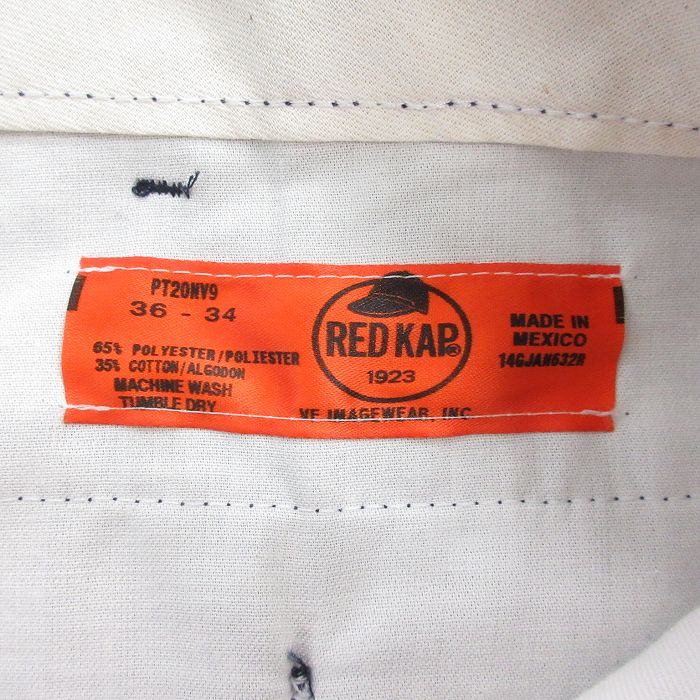 PT20NV9
36 - 34
65% POLYESTER/POLIESTER
35% COTTON/ALGODON
MACHINE WASH
TUMBLE DRY
RED KAP®
1923
VF IMAGEWEAR, INC.
MADE IN
MEXICO
14GJAN632R